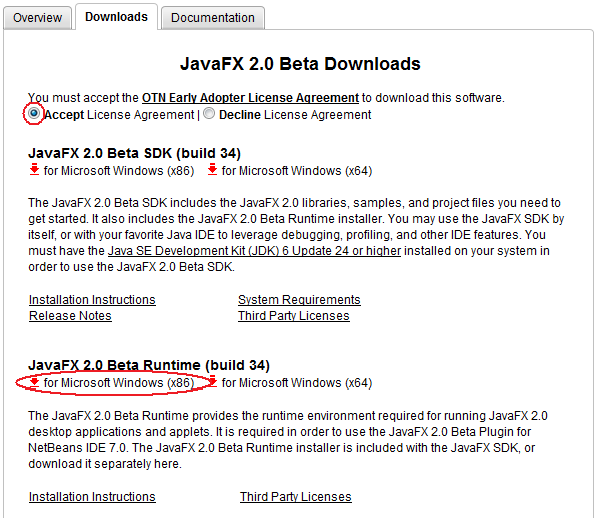 Overview Downloads Documentation
JavaFX 2.0 Beta Downloads
You must accept the OTN Early Adopter License Agreement to download this software.
Accept License Agreement | Decline License Agreement
JavaFX 2.0 Beta SDK (build 34)
for Microsoft Windows (x86) for Microsoft Windows (x64)
The JavaFX 2.0 Beta SDK includes the JavaFX 2.0 libraries, samples, and project files you need to
get started. It also includes the JavaFX 2.0 Beta Runtime installer. You may use the JavaFX SDK by
itself, or with your favorite Java IDE to leverage debugging, profiling, and other IDE features. You
must have the Java SE Development Kit (JDK) 6 Update 24 or higher installed on your system in
order to use the JavaFX 2.0 Beta SDK.
Installation Instructions System Requirements
Release Notes Third Party Licenses
JavaFX 2.0 Beta Runtime (build 34)
for Microsoft Windows (x86) for Microsoft Windows (x64)
The JavaFX 2.0 Beta Runtime provides the runtime environment required for running JavaFX 2.0
desktop applications and applets. It is required in order to use the JavaFX 2.0 Beta Plugin for
NetBeans IDE 7.0. The JavaFX 2.0 Beta Runtime installer is included with the JavaFX SDK, or
download it separately here.
Installation Instructions Third Party Licenses